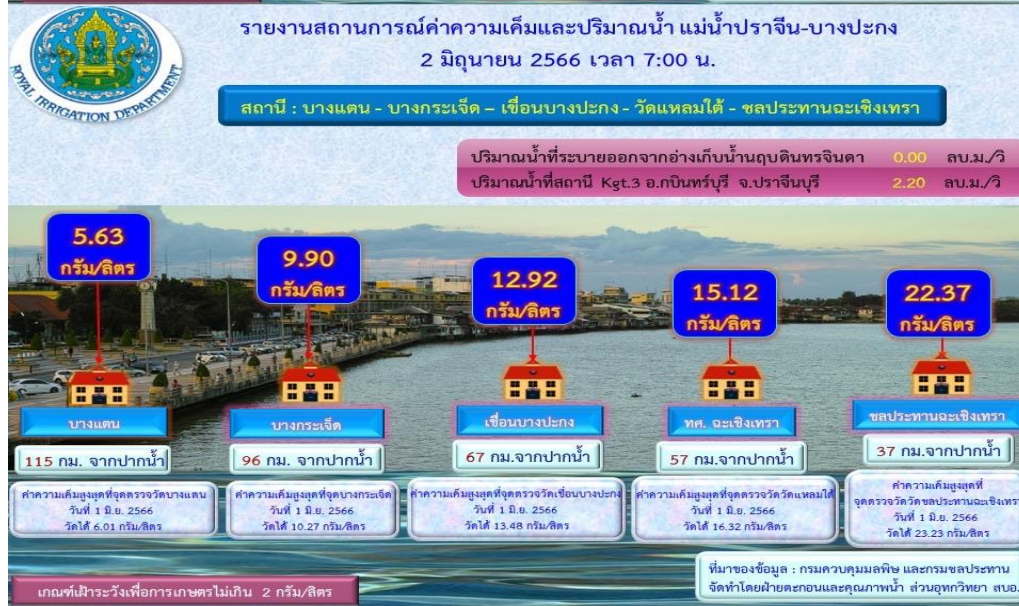 รายงานสถานการณ์ค่าความเค็มและปริมาณน้ำ แม่น้ำปราจีน-บางปะกง
2 มิถุนายน 2566 เวลา 7:00 น.
ROYAL IRRIGATION DEPARTMENT
สถานี : บางแตน - บางกระเจ็ด – เขื่อนบางปะกง - วัดแหลมใต้ - ชลประทานฉะเชิงเทรา
ปริมาณน้ำที่ระบายออกจากอ่างเก็บน้ำนฤบดินทรจินดา 0.00 ลบ.ม./วิ
ปริมาณน้ำที่สถานี Kgt.3 อ.กบินทร์บุรี จ.ปราจีนบุรี 2.20 ลบ.ม./วิ
5.63
กรัม/ลิตร
9.90
กรัม/ลิตร
12.92
กรัม/ลิตร
15.12
กรัม/ลิตร
22.37
กรัม/ลิตร
บางแตน
บางกระเจ็ด
เขื่อนบางปะกง
ทศ. ฉะเชิงเทรา
ชลประทานฉะเชิงเทรา
115 กม. จากปากน้ำ
96 กม. จากปากน้ำ
67 กม.จากปากน้ำ
57 กม.จากปากน้ำ
37 กม.จากปากน้ำ
ค่าความเค็มสูงสุดที่จุดตรวจวัดบางแตน
วันที่ 1 มิ.ย. 2566
วัดได้ 6.01 กรัม/ลิตร
ค่าความเค็มสูงสุดที่จุดบางกระเจ็ด
วันที่ 1 มิ.ย. 2566
วัดได้ 10.27 กรัม/ลิตร
ค่าความเค็มสูงสุดที่จุดตรวจวัดเขื่อนบางปะกง
วันที่ 1 มิ.ย. 2566
วัดได้ 13.48 กรัม/ลิตร
ค่าความเค็มสูงสุดที่จุดตรวจวัดวัดแหลมใต้
วันที่ 1 มิ.ย. 2566
วัดได้ 16.32 กรัม/ลิตร
ค่าความเค็มสูงสุดที่
จุดตรวจวัดวัดชลประทานฉะเชิงเทรา
วันที่ 1 มิ.ย. 2566
วัดได้ 23.23 กรัม/ลิตร
ที่มาของข้อมูล : กรมควบคุมมลพิษ และกรมชลประทาน
จัดทำโดยฝ่ายตะกอนและคุณภาพน้ำ ส่วนอุทกวิทยา สบอ.
เกณฑ์เฝ้าระวังเพื่อการเกษตรไม่เกิน 2 กรัม/ลิตร